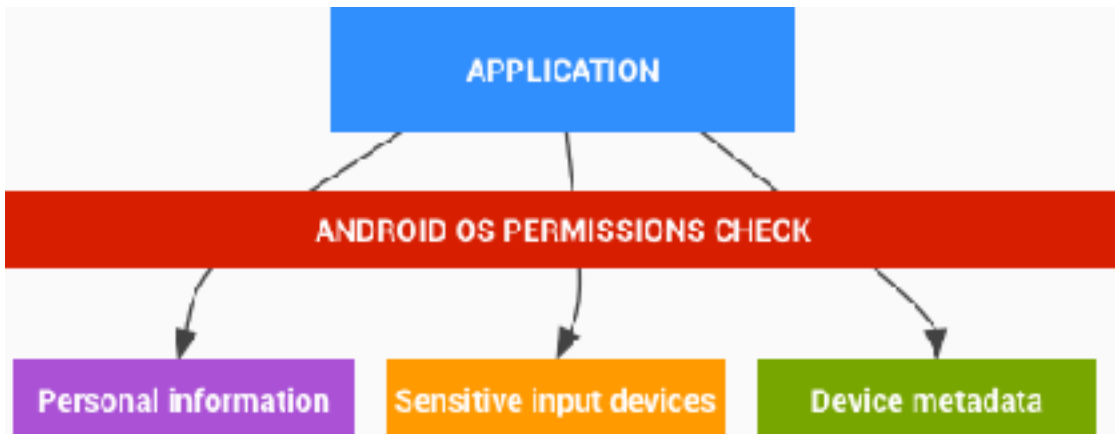 APPLICATION
ANDROID OS PERMISSIONS CHECK
Personal information
Sensitive input devices
Device metadata